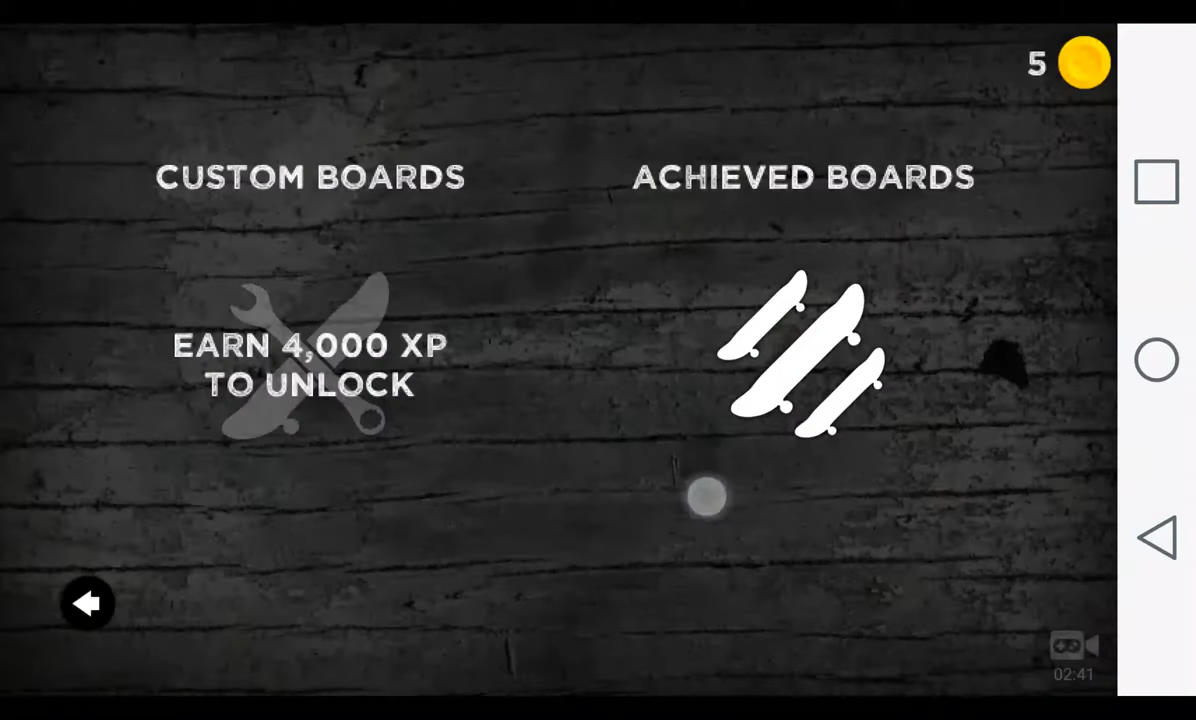 5
CUSTOM BOARDS
ACHIEVED BOARDS
EARN 4,000 XP
TO UNLOCK
02:41